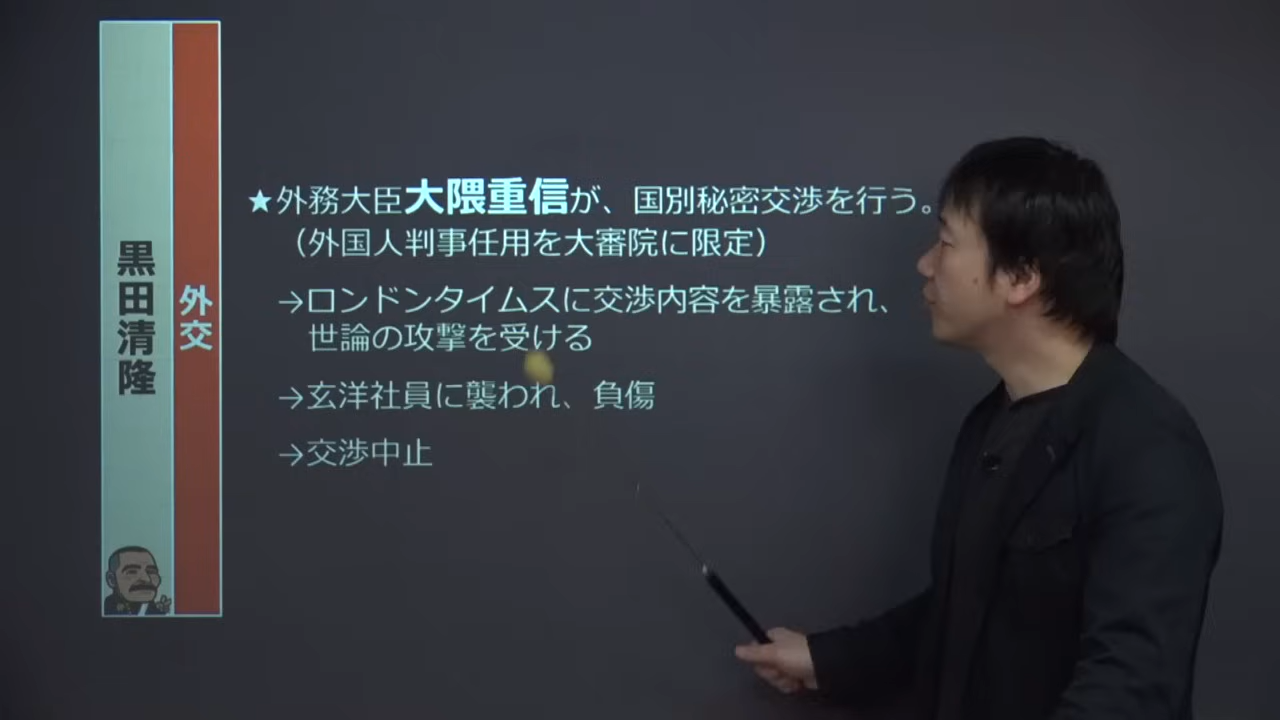 黒田清隆
外交
★外務大臣大隈重信が、国別秘密交渉を行う。
（外国人判事任用を大審院に限定）
→ロンドンタイムスに交渉内容を暴露され、
世論の攻撃を受ける
→玄洋社員に襲われ、負傷
→交渉中止